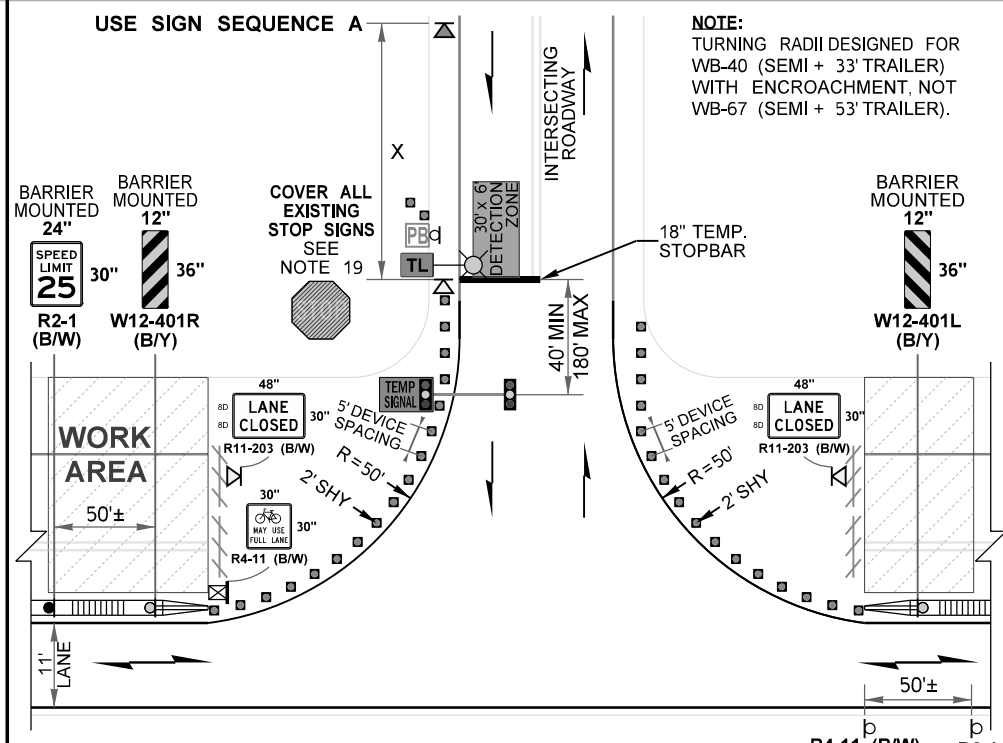 USE SIGN SEQUENCE A
NOTE:
TURNING RADII DESIGNED FOR
WB-40 (SEMI + 33' TRAILER)
WITH ENCROACHMENT, NOT
WB-67 (SEMI + 53' TRAILER).
INTERSECTING
ROADWAY
X
BARRIER
MOUNTED
24"
SPEED
LIMIT
25
30"
R2-1
(B/W)
BARRIER
MOUNTED
12"
36"
W12-401R
(B/Y)
COVER ALL
EXISTING
STOP SIGNS
SEE
NOTE 19
STOP
PB
TL
30' x 6'
DETECTION
ZONE
18" TEMP.
STOPBAR
BARRIER
MOUNTED
12"
36"
W12-401L
(B/Y)
40' MIN
180' MAX
TEMP
SIGNAL
WORK
AREA
50'±
48"
8D
8D
LANE
CLOSED
30"
R11-203 (B/W)
30"
MAY USE
FULL LANE
30"
R4-11 (B/W)
5' DEVICE
SPACING
R=50'
2' SHY
5' DEVICE
SPACING
R=50'
2' SHY
48"
8D
8D
LANE
CLOSED
30"
R11-203 (B/W)
11'
LANE
50'±
R4-11 (B/W)